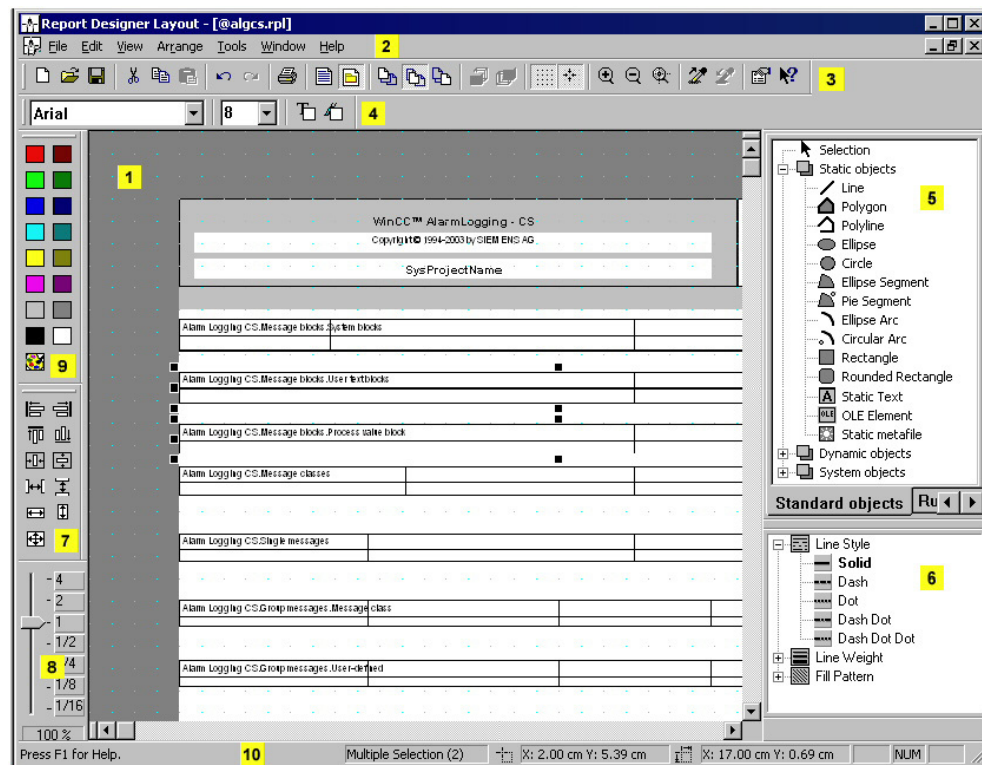 Report Designer Layout - [@algcs.rpl]
File Edit View Arrange Tools Window Help 2
3
Arial 8 4
1
WinCC™ AlarmLogging - CS
Copyright © 1994-2003 by SIEMENS AG
SysProjectName
Alarm Logging CS.Message blocks.System blocks
Alarm Logging CS.Message blocks.User textblocks
Alarm Logging CS.Message blocks.Process value block
Alarm Logging CS.Message classes
Alarm Logging CS.Single messages
Alarm Logging CS.Group messages.Message class
Alarm Logging CS.Group messages.User-defined
9
7
4
2
1
1/2
8 /4
1/8
1/16
100 %
Selection
Static objects
Line
5
Polygon
Polyline
Ellipse
Circle
Ellipse Segment
Pie Segment
Ellipse Arc
Circular Arc
Rectangle
Rounded Rectangle
A Static Text
OLE OLE Element
Static metafile
Dynamic objects
System objects
Standard objects Ru
Line Style
Solid
6
Dash
Dot
Dash Dot
Dash Dot Dot
Line Weight
Fill Pattern
Press F1 for Help. 10 Multiple Selection (2) X: 2.00 cm Y: 5.39 cm X: 17.00 cm Y: 0.69 cm NUM